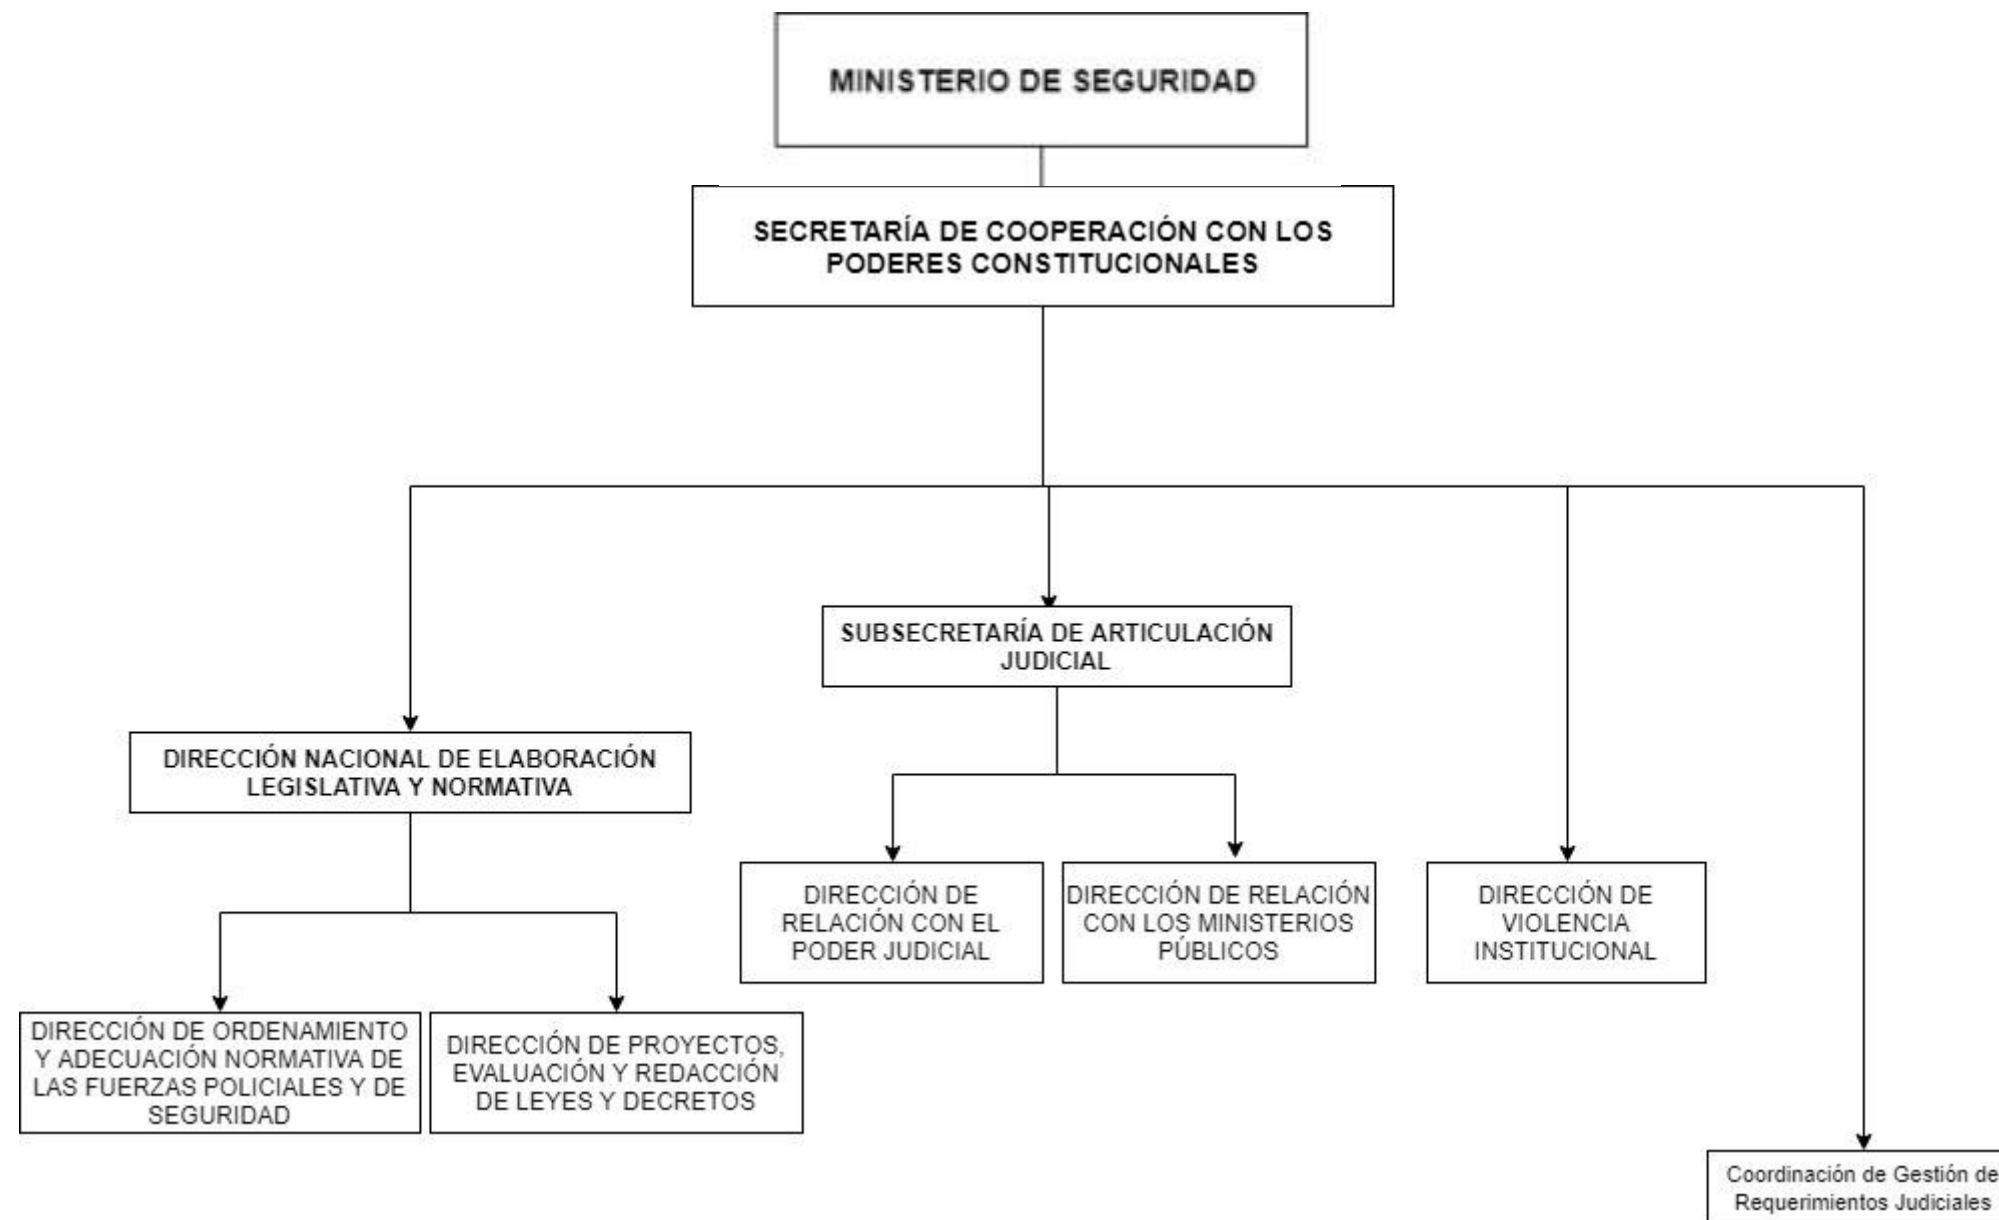 MINISTERIO DE SEGURIDAD
SECRETARÍA DE COOPERACIÓN CON LOS
PODERES CONSTITUCIONALES
SUBSECRETARÍA DE ARTICULACIÓN
JUDICIAL
DIRECCIÓN NACIONAL DE ELABORACIÓN
LEGISLATIVA Y NORMATIVA
DIRECCIÓN DE
RELACIÓN CON EL
PODER JUDICIAL
DIRECCIÓN DE RELACIÓN
CON LOS MINISTERIOS
PÚBLICOS
DIRECCIÓN DE
VIOLENCIA
INSTITUCIONAL
DIRECCIÓN DE ORDENAMIENTO
Y ADECUACIÓN NORMATIVA DE
LAS FUERZAS POLICIALES Y DE
SEGURIDAD
DIRECCIÓN DE PROYECTOS,
EVALUACIÓN Y REDACCIÓN
DE LEYES Y DECRETOS
Coordinación de Gestión de
Requerimientos Judiciales